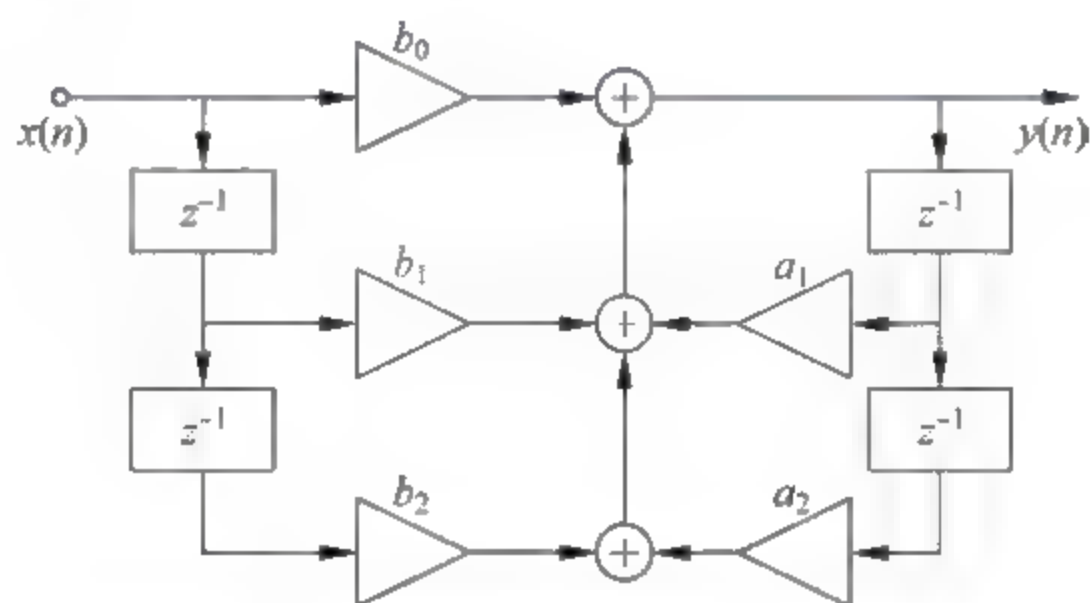 b₀
x(n)
y(n)
z⁻¹
z⁻¹
b₁
a₁
z⁻¹
z⁻¹
b₂
a₂